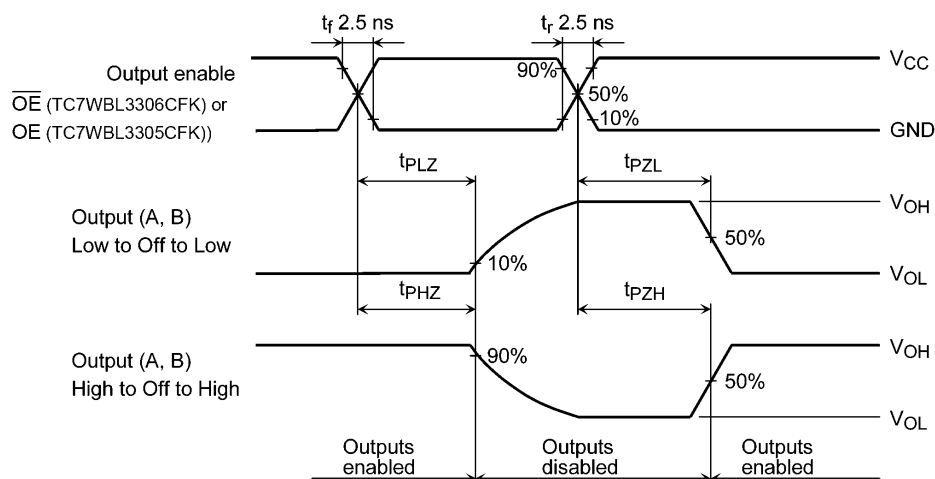 tf 2.5 ns
tr 2.5 ns
Output enable
OE (TC7WBL3306CFK) or
OE (TC7WBL3305CFK))
90%
50%
10%
VCC
GND
tPLZ
tPZL
Output (A, B)
Low to Off to Low
10%
50%
VOH
VOL
tPHZ
tPZH
Output (A, B)
High to Off to High
90%
50%
VOH
VOL
Outputs
enabled
Outputs
disabled
Outputs
enabled